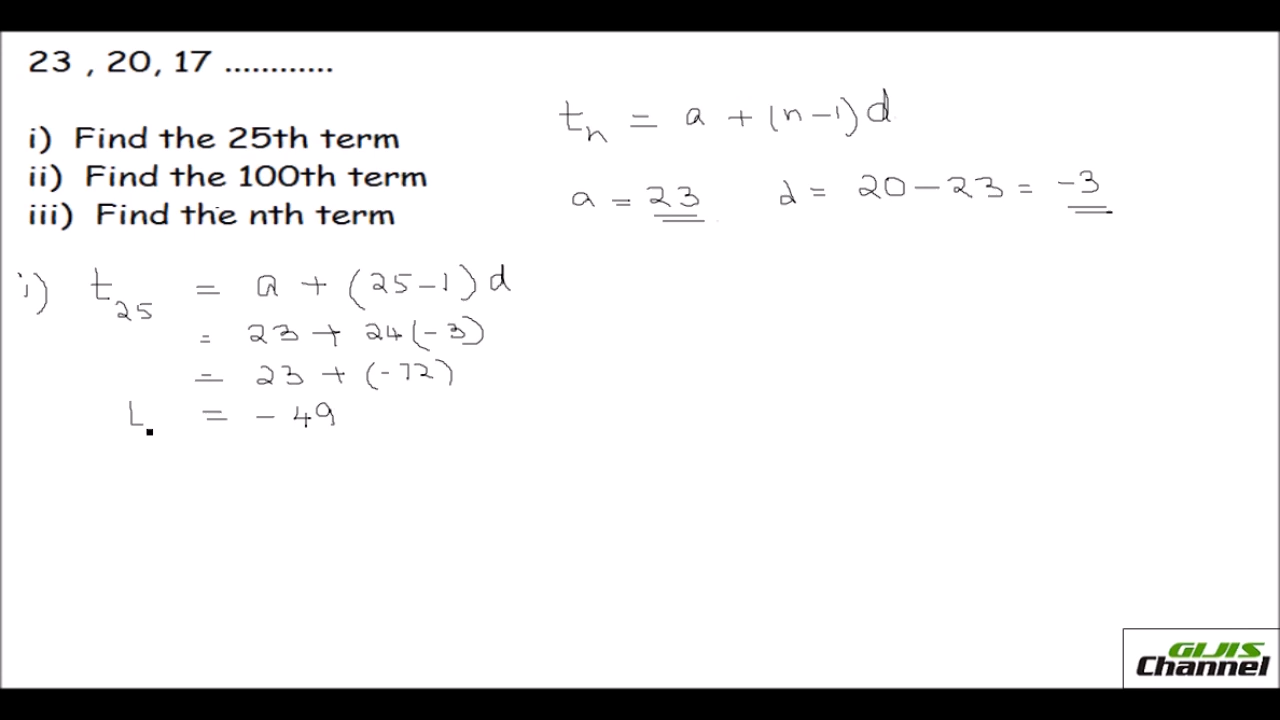 23 , 20, 17 ............
i) Find the 25th term
ii) Find the 100th term
iii) Find the nth term
tn = a + (n-1)d
a = 23 d = 20-23 = -3
i) t25 = a + (25-1)d
= 23 + 24(-3)
= 23 + (-72)
L = - 49
GIJIS
Channel